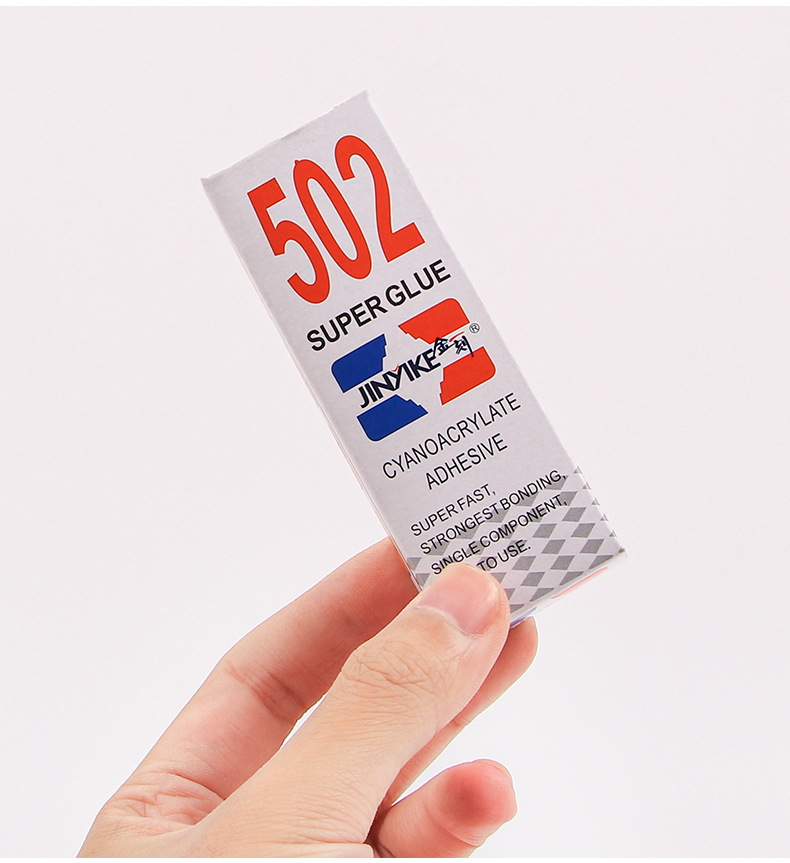 502
SUPER GLUE
JINYIKE金刻®
CYANOACRYLATE
ADHESIVE
SUPER FAST,
STRONGEST BONDING,
SINGLE COMPONENT,
TO USE.